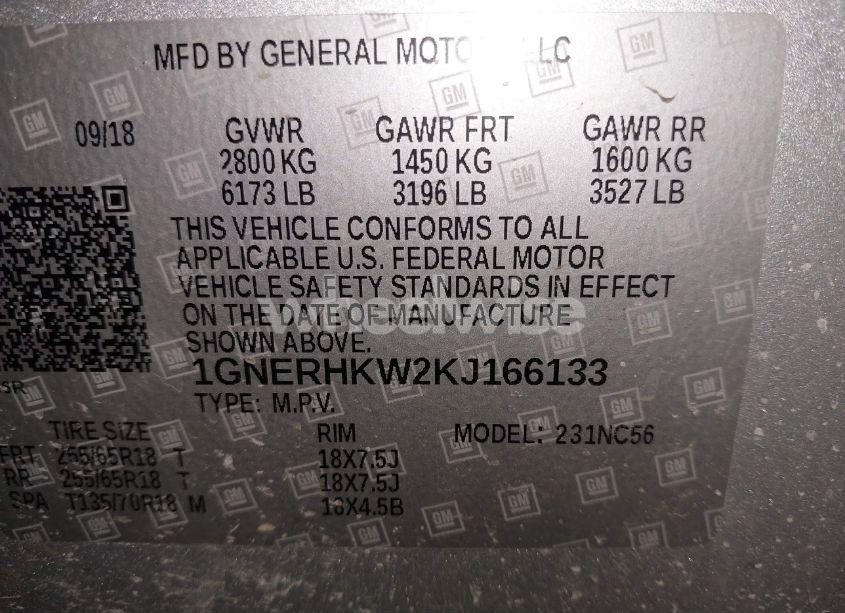 MFD BY GENERAL MOTO LLC
09/18 GVWR GAWR FRT GAWR RR
2800 KG 1450 KG 1600 KG
6173 LB 3196 LB 3527 LB
THIS VEHICLE CONFORMS TO ALL
APPLICABLE U.S. FEDERAL MOTOR
VEHICLE SAFETY STANDARDS IN EFFECT
ON THE DATE OF MANUFACTURE
SHOWN ABOVE.
1GNERHKW2KJ166133
TYPE: M.P.V.
TIRE SIZE RIM MODEL: 231NC56
FRT 255/65R18 T 18X7.5J
RR 255/65R18 T 18X7.5J
SPA T135/70R18 M 18X4.5B
GM